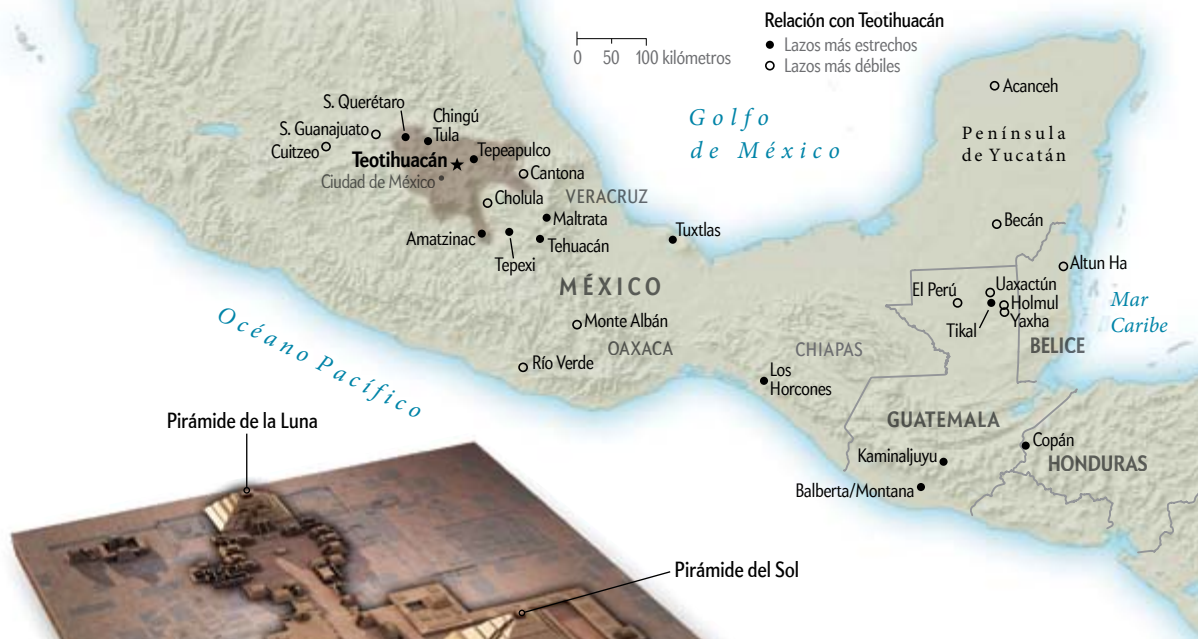 Relación con Teotihuacán
Lazos más estrechos
Lazos más débiles
0 50 100 kilómetros
Golfo
de México
Acanceh
Península
de Yucatán
S. Querétaro
Chingú
Tula
S. Guanajuato
Cuitzeo
Teotihuacán
Tepeapulco
Ciudad de México
Cantona
Cholula
VERACRUZ
Maltrata
Amatzinac
Tepexi
Tehuacán
Tuxtlas
Becán
Altun Ha
MÉXICO
El Perú
Uaxactún
Holmul
Yaxha
Tikal
Mar
Caribe
BELICE
Océano Pacífico
Monte Albán
OAXACA
CHIAPAS
Río Verde
Los
Horcones
GUATEMALA
Copán
Kaminaljuyu
HONDURAS
Balberta/Montana
Pirámide de la Luna
Pirámide del Sol